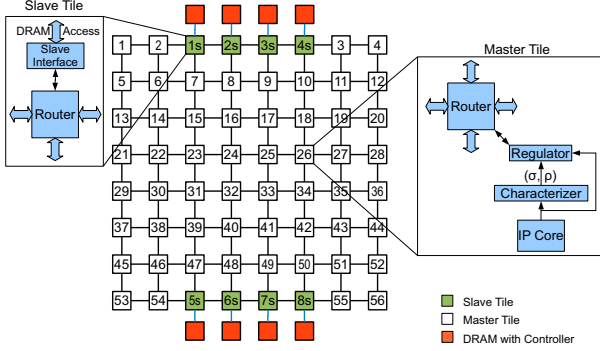 Slave Tile
DRAM Access
Slave
Interface
Router
1 2 1s 2s 3s 4s 3 4
5 6 7 8 9 10 11 12
13 14 15 16 17 18 19 20
21 22 23 24 25 26 27 28
29 30 31 32 33 34 35 36
37 38 39 40 41 42 43 44
45 46 47 48 49 50 51 52
53 54 5s 6s 7s 8s 55 56
Master Tile
Router
Regulator
(σ, ρ)
Characterizer
IP Core
Slave Tile
Master Tile
DRAM with Controller